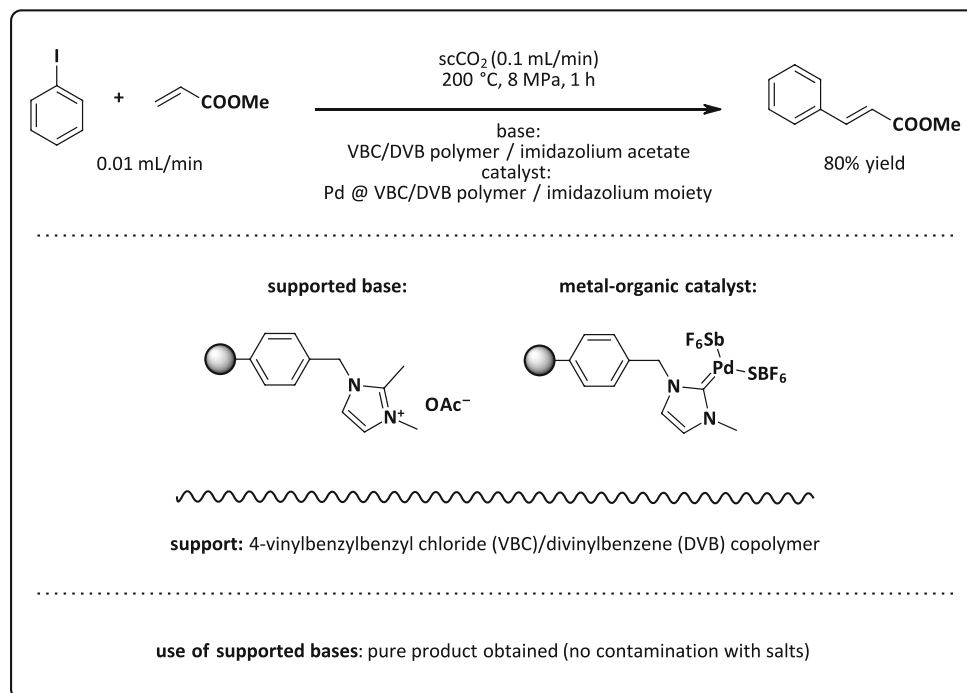 I
+
COOMe
0.01 mL/min
scCO₂ (0.1 mL/min)
200 °C, 8 MPa, 1 h
base:
VBC/DVB polymer / imidazolium acetate
catalyst:
Pd @ VBC/DVB polymer / imidazolium moiety
COOMe
80% yield
supported base:
N
N⁺
OAc⁻
metal-organic catalyst:
F₆Sb
Pd
SBF₆
N
N
support: 4-vinylbenzylbenzyl chloride (VBC)/divinylbenzene (DVB) copolymer
use of supported bases: pure product obtained (no contamination with salts)